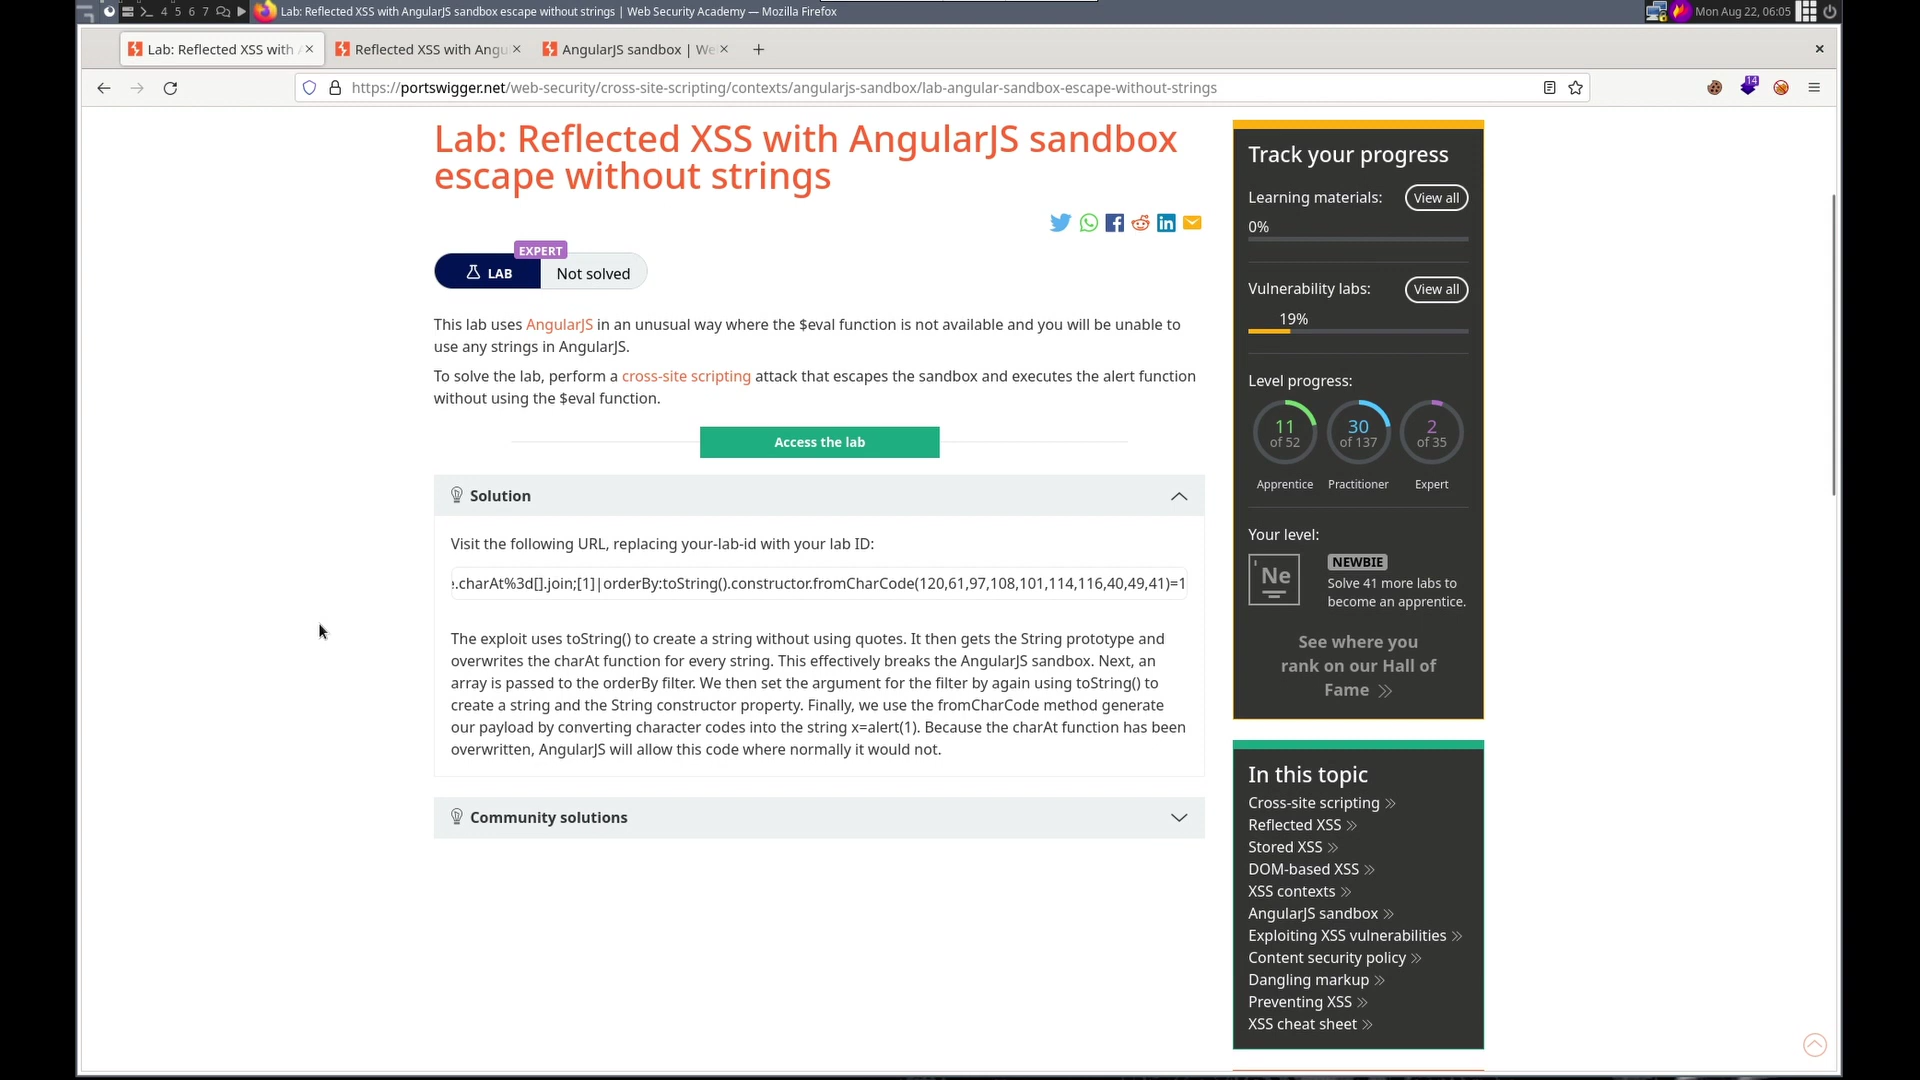 4 5 6 7
Lab: Reflected XSS with AngularJS sandbox escape without strings | Web Security Academy — Mozilla Firefox
Mon Aug 22, 06:05
Lab: Reflected XSS with
Reflected XSS with Angu
AngularJS sandbox | We
https://portswigger.net/web-security/cross-site-scripting/contexts/angularjs-sandbox/lab-angular-sandbox-escape-without-strings
14
Lab: Reflected XSS with AngularJS sandbox
escape without strings
EXPERT
LAB
Not solved
This lab uses AngularJS in an unusual way where the $eval function is not available and you will be unable to
use any strings in AngularJS.
To solve the lab, perform a cross-site scripting attack that escapes the sandbox and executes the alert function
without using the $eval function.
Access the lab
Solution
Visit the following URL, replacing your-lab-id with your lab ID:
.charAt%3d[].join;[1]|orderBy:toString().constructor.fromCharCode(120,61,97,108,101,114,116,40,49,41)=1
The exploit uses toString() to create a string without using quotes. It then gets the String prototype and
overwrites the charAt function for every string. This effectively breaks the AngularJS sandbox. Next, an
array is passed to the orderBy filter. We then set the argument for the filter by again using toString() to
create a string and the String constructor property. Finally, we use the fromCharCode method generate
our payload by converting character codes into the string x=alert(1). Because the charAt function has been
overwritten, AngularJS will allow this code where normally it would not.
Community solutions
Track your progress
Learning materials:
View all
0%
Vulnerability labs:
View all
19%
Level progress:
11
of 52
30
of 137
2
of 35
Apprentice
Practitioner
Expert
Your level:
Ne
NEWBIE
Solve 41 more labs to
become an apprentice.
See where you
rank on our Hall of
Fame
In this topic
Cross-site scripting
Reflected XSS
Stored XSS
DOM-based XSS
XSS contexts
AngularJS sandbox
Exploiting XSS vulnerabilities
Content security policy
Dangling markup
Preventing XSS
XSS cheat sheet